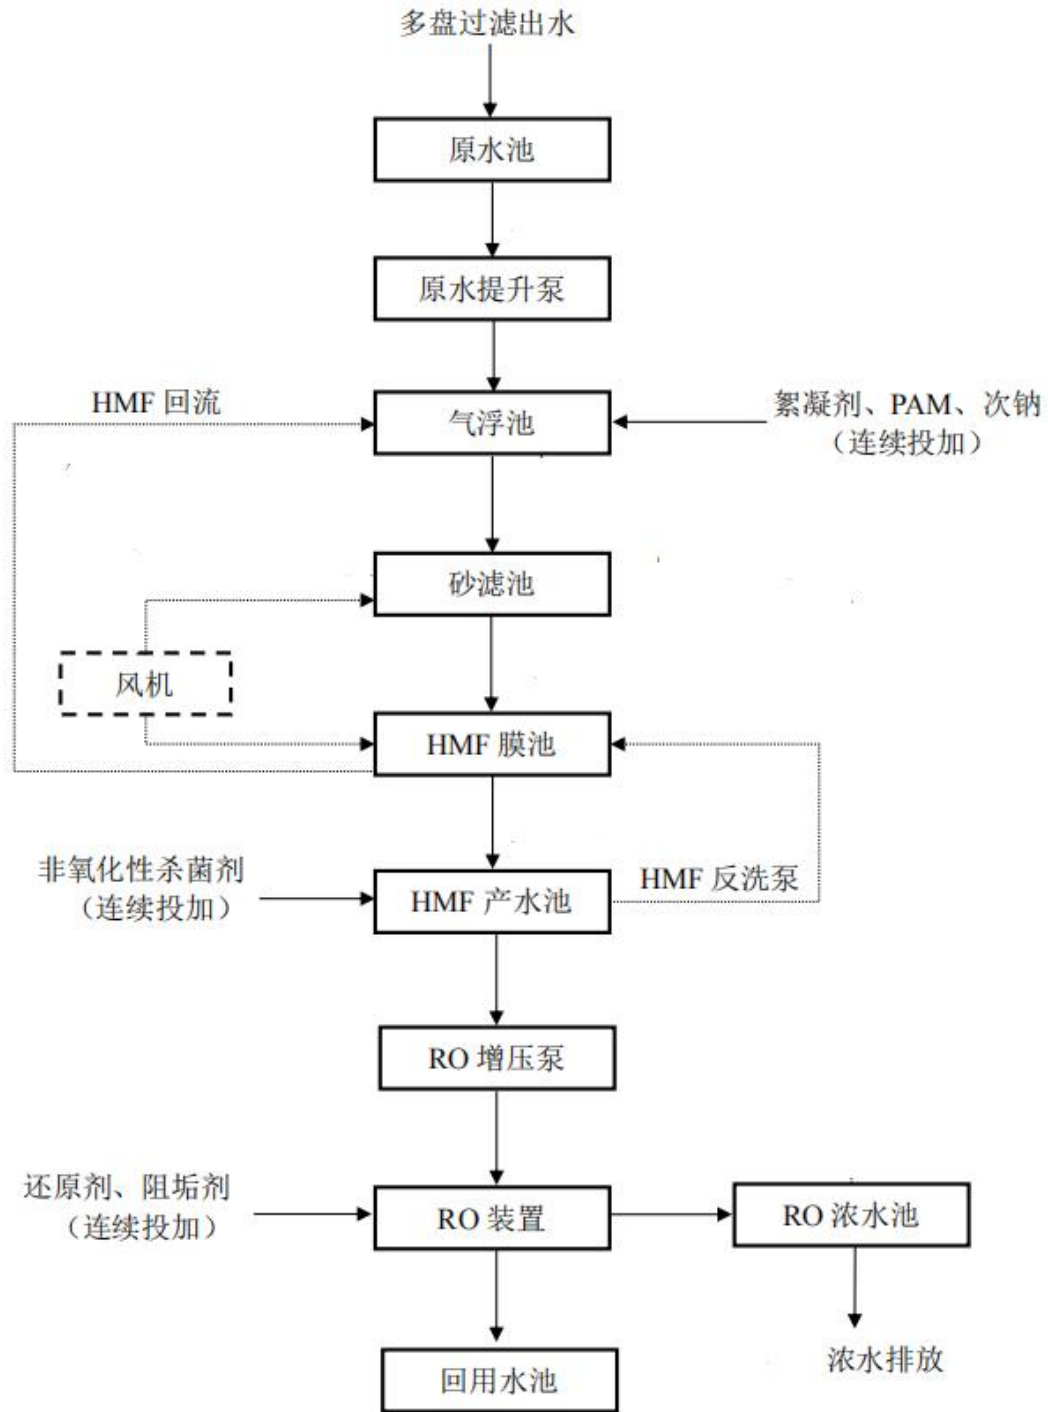 多盘过滤出水
原水池
原水提升泵
HMF 回流
气浮池
絮凝剂、PAM、次钠
（连续投加）
砂滤池
风机
HMF 膜池
非氧化性杀菌剂
（连续投加）
HMF 产水池
HMF 反洗泵
RO 增压泵
还原剂、阻垢剂
（连续投加）
RO 装置
RO 浓水池
回用水池
浓水排放